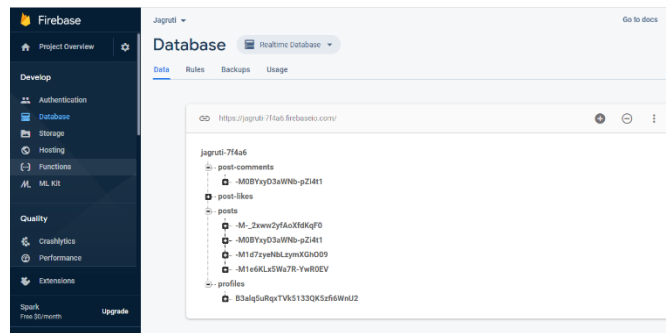 Firebase
Project Overview
Develop
Authentication
Database
Storage
Hosting
Functions
ML Kit
Quality
Crashlytics
Performance
Extensions
Spark
Free $0/month
Upgrade
Jagruti
Go to docs
Database
Realtime Database
Data Rules Backups Usage
https://jagruti-7f4a6.firebaseio.com/
jagruti-7f4a6
post-comments
-M0BYxyD3aWNb-pZi4t1
post-likes
posts
-M-_2xww2yfAoXfdKqF0
-M0BYxyD3aWNb-pZi4t1
-M1d7zyeNbLzymXGhO09
-M1e6KLx5Wa7R-YwR0EV
profiles
B3alq5uRqxTVk5133QKSzfi6WnU2